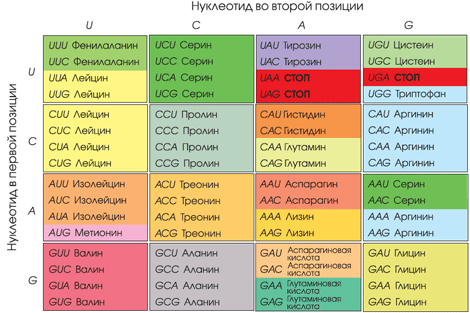 Нуклеотид во второй позиции
U C A G
Нуклеотид в первой позиции
U
UUU Фенилаланин UCU Серин UAU Тирозин UGU Цистеин
UUC Фенилаланин UCC Серин UAC Тирозин UGC Цистеин
UUA Лейцин UCA Серин UAA СТОП UGA СТОП
UUG Лейцин UCG Серин UAG СТОП UGG Триптофан
C
CUU Лейцин CCU Пролин CAU Гистидин CAU Аргинин
CUC Лейцин CCC Пролин CAC Гистидин CAC Аргинин
CUA Лейцин CCA Пролин CAA Глутамин CAA Аргинин
CUG Лейцин CCG Пролин CAG Глутамин CAG Аргинин
A
AUU Изолейцин ACU Треонин AAU Аспарагин AAU Серин
AUC Изолейцин ACC Треонин AAC Аспарагин AAC Серин
AUA Изолейцин ACA Треонин AAA Лизин AAA Аргинин
AUG Метионин ACG Треонин AAG Лизин AAG Аргинин
G
GUU Валин GCU Аланин GAU Аспарагиновая кислота GAU Глицин
GUC Валин GCC Аланин GAC Аспарагиновая кислота GAC Глицин
GUA Валин GCA Аланин GAA Глутаминовая кислота GAA Глицин
GUG Валин GCG Аланин GAG Глутаминовая кислота GAG Глицин